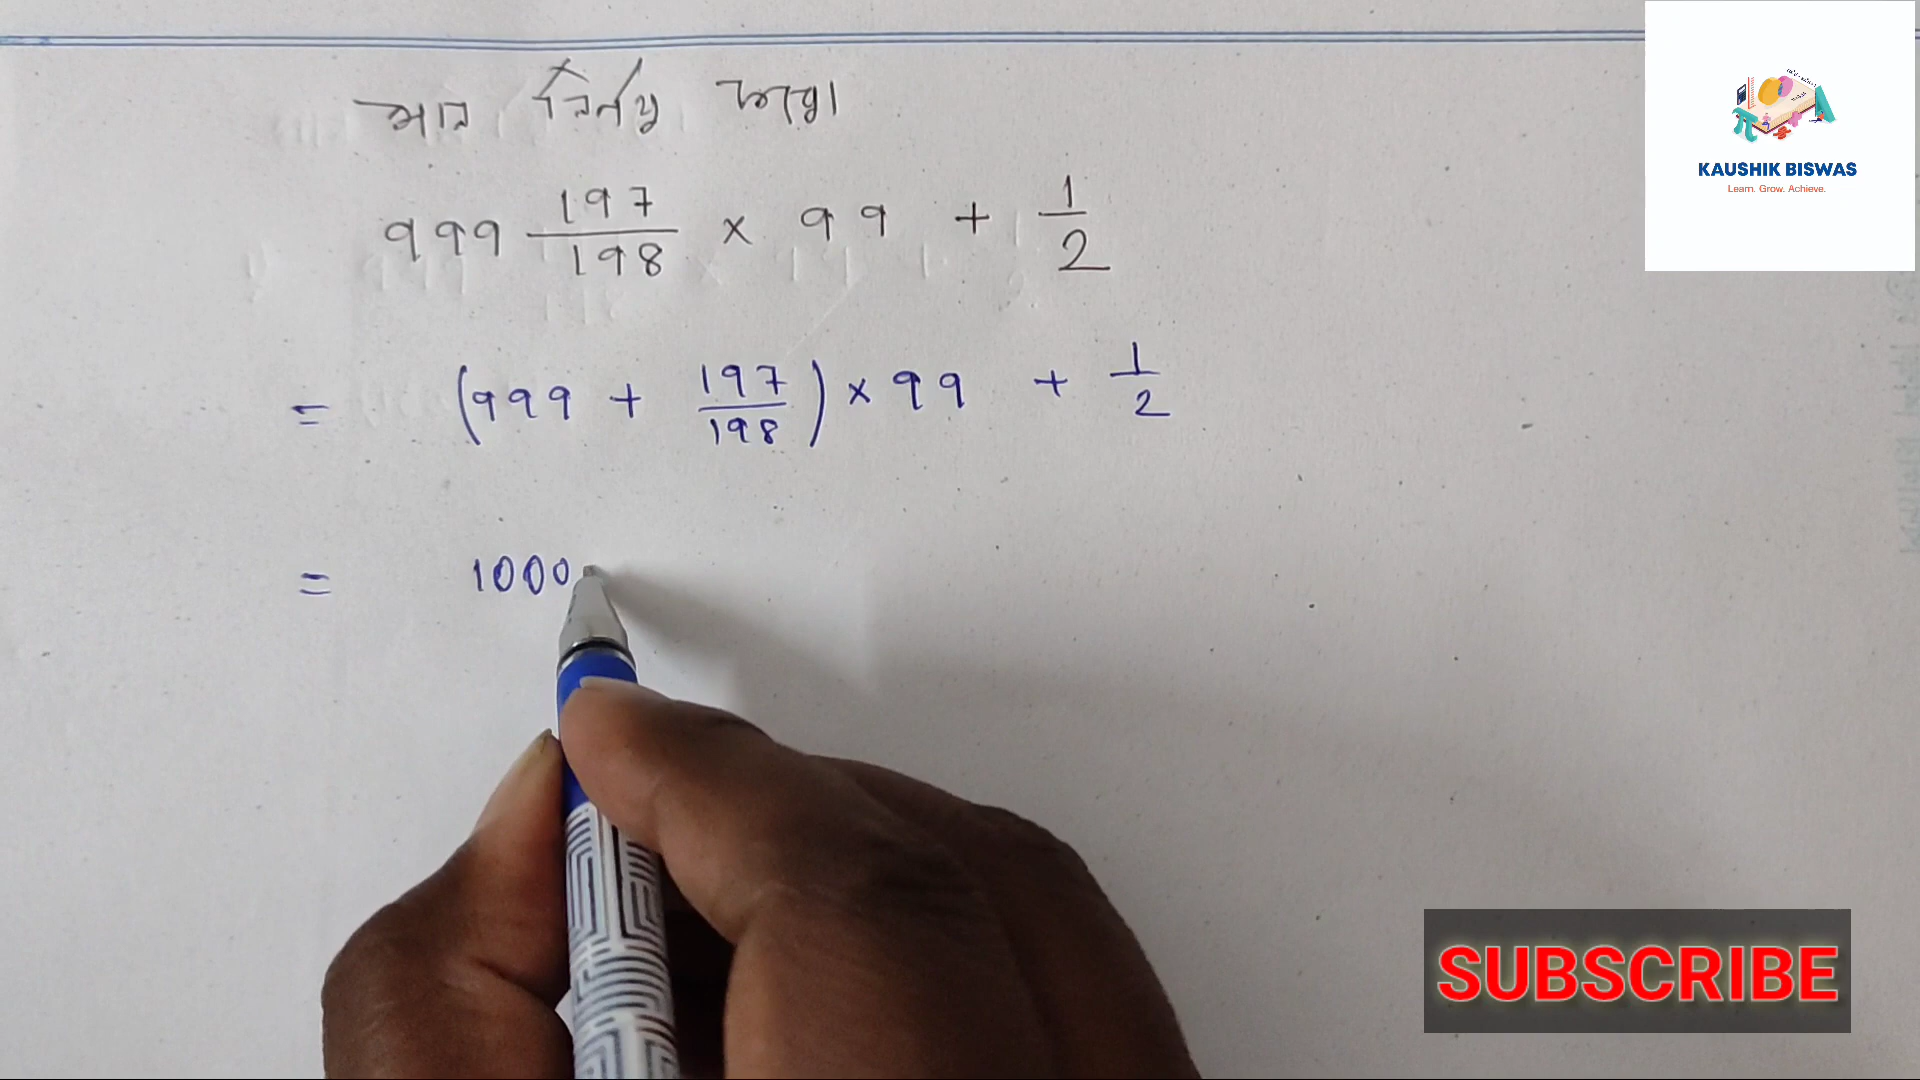 মান নির্ণয় করো।
999 197/198 × 99 + 1/2
= (999 + 197/198) × 99 + 1/2
= 1000
KAUSHIK BISWAS
Learn. Grow. Achieve.
SUBSCRIBE